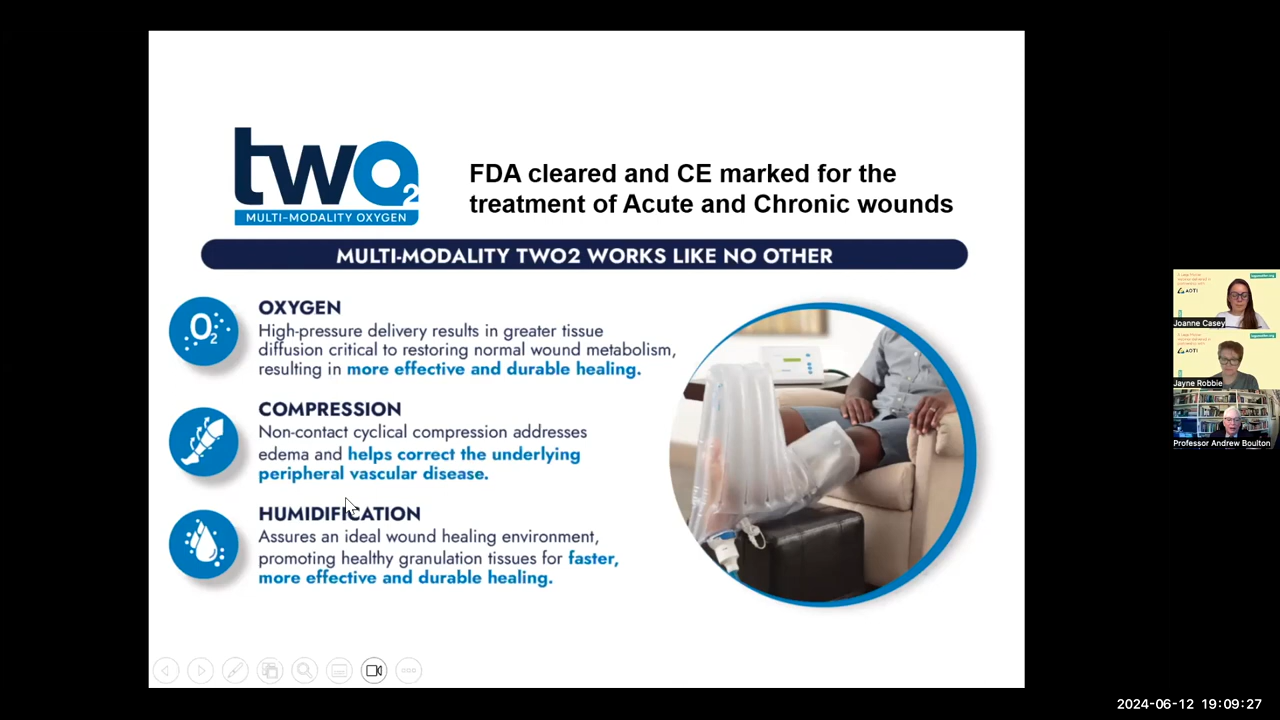 twO2
MULTI-MODALITY OXYGEN
FDA cleared and CE marked for the
treatment of Acute and Chronic wounds
MULTI-MODALITY TWO2 WORKS LIKE NO OTHER
O2
OXYGEN
High-pressure delivery results in greater tissue
diffusion critical to restoring normal wound metabolism,
resulting in more effective and durable healing.
COMPRESSION
Non-contact cyclical compression addresses
edema and helps correct the underlying
peripheral vascular disease.
HUMIDIFICATION
Assures an ideal wound healing environment,
promoting healthy granulation tissues for faster,
more effective and durable healing.
AOTI
Joanne Casey
AOTI
Jayne Robbie
Professor Andrew Boulton
2024-06-12 19:09:27